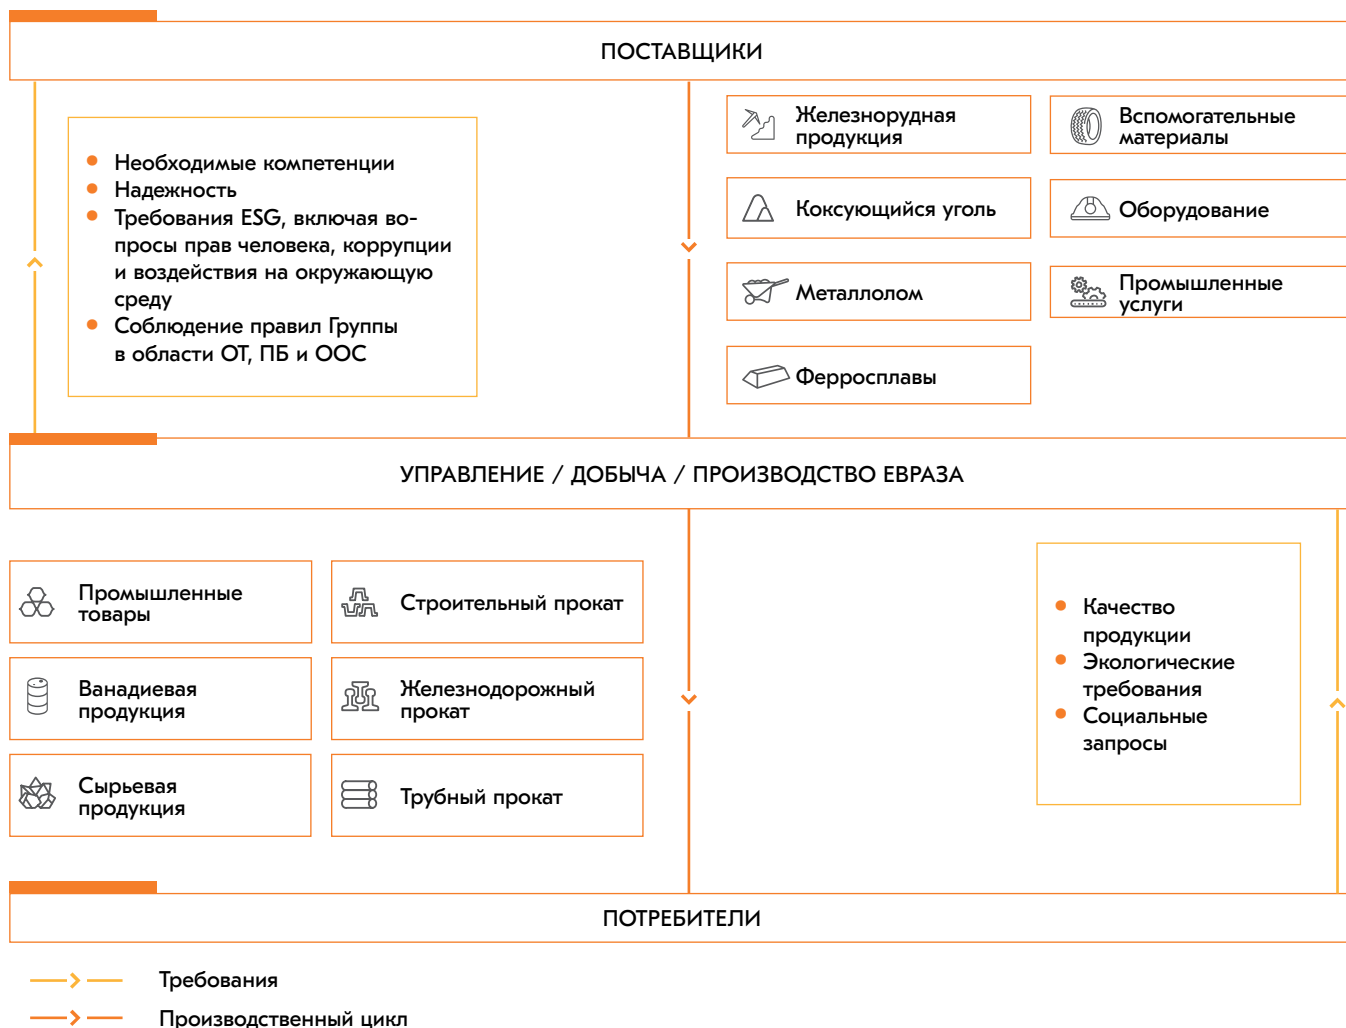 ПОСТАВЩИКИ
Необходимые компетенции
Надежность
Требования ESG, включая во-
просы прав человека, коррупции
и воздействия на окружающую
среду
Соблюдение правил Группы
в области ОТ, ПБ и ООС
Железнорудная
продукция
Вспомогательные
материалы
Коксующийся уголь
Оборудование
Металлолом
Промышленные
услуги
Ферросплавы
УПРАВЛЕНИЕ / ДОБЫЧА / ПРОИЗВОДСТВО ЕВРАЗА
Промышленные
товары
Строительный прокат
Ванадиевая
продукция
Железнодорожный
прокат
Сырьевая
продукция
Трубный прокат
Качество
продукции
Экологические
требования
Социальные
запросы
ПОТРЕБИТЕЛИ
Требования
Производственный цикл